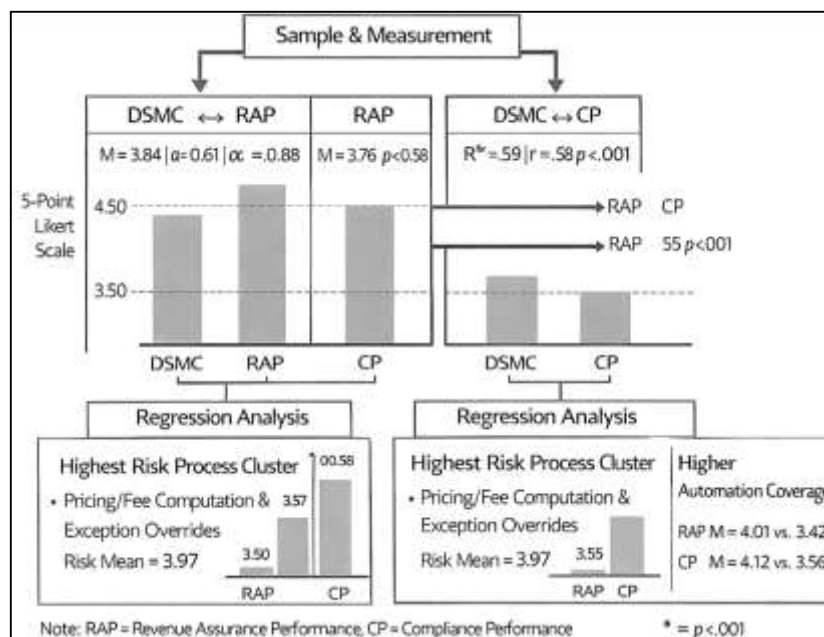 Sample & Measurement
DSMC ↔ RAP
M = 3.84 | a = 0.61 | α = .0.88
RAP
M = 3.76 p<0.58
DSMC ↔ CP
| r = .58 p<.001
5-Point
Likert
Scale
4.50
3.50
RAP CP
RAP 55 p<001
DSMC RAP CP
DSMC CP
Regression Analysis
Highest Risk Process Cluster
• Pricing/Fee Computation &
Exception Overrides
Risk Mean = 3.97
3.50
3.57
* 00.58
RAP CP
Regression Analysis
Highest Risk Process Cluster
• Pricing/Fee Computation &
Exception Overrides
Risk Mean = 3.97
3.55
RAP CP
Higher
Automation Coverage
RAP M = 4.01 vs. 3.42
CP M = 4.12 vs. 3.56
Note: RAP = Revenue Assurance Performance, CP = Compliance Performance
* = p<.001